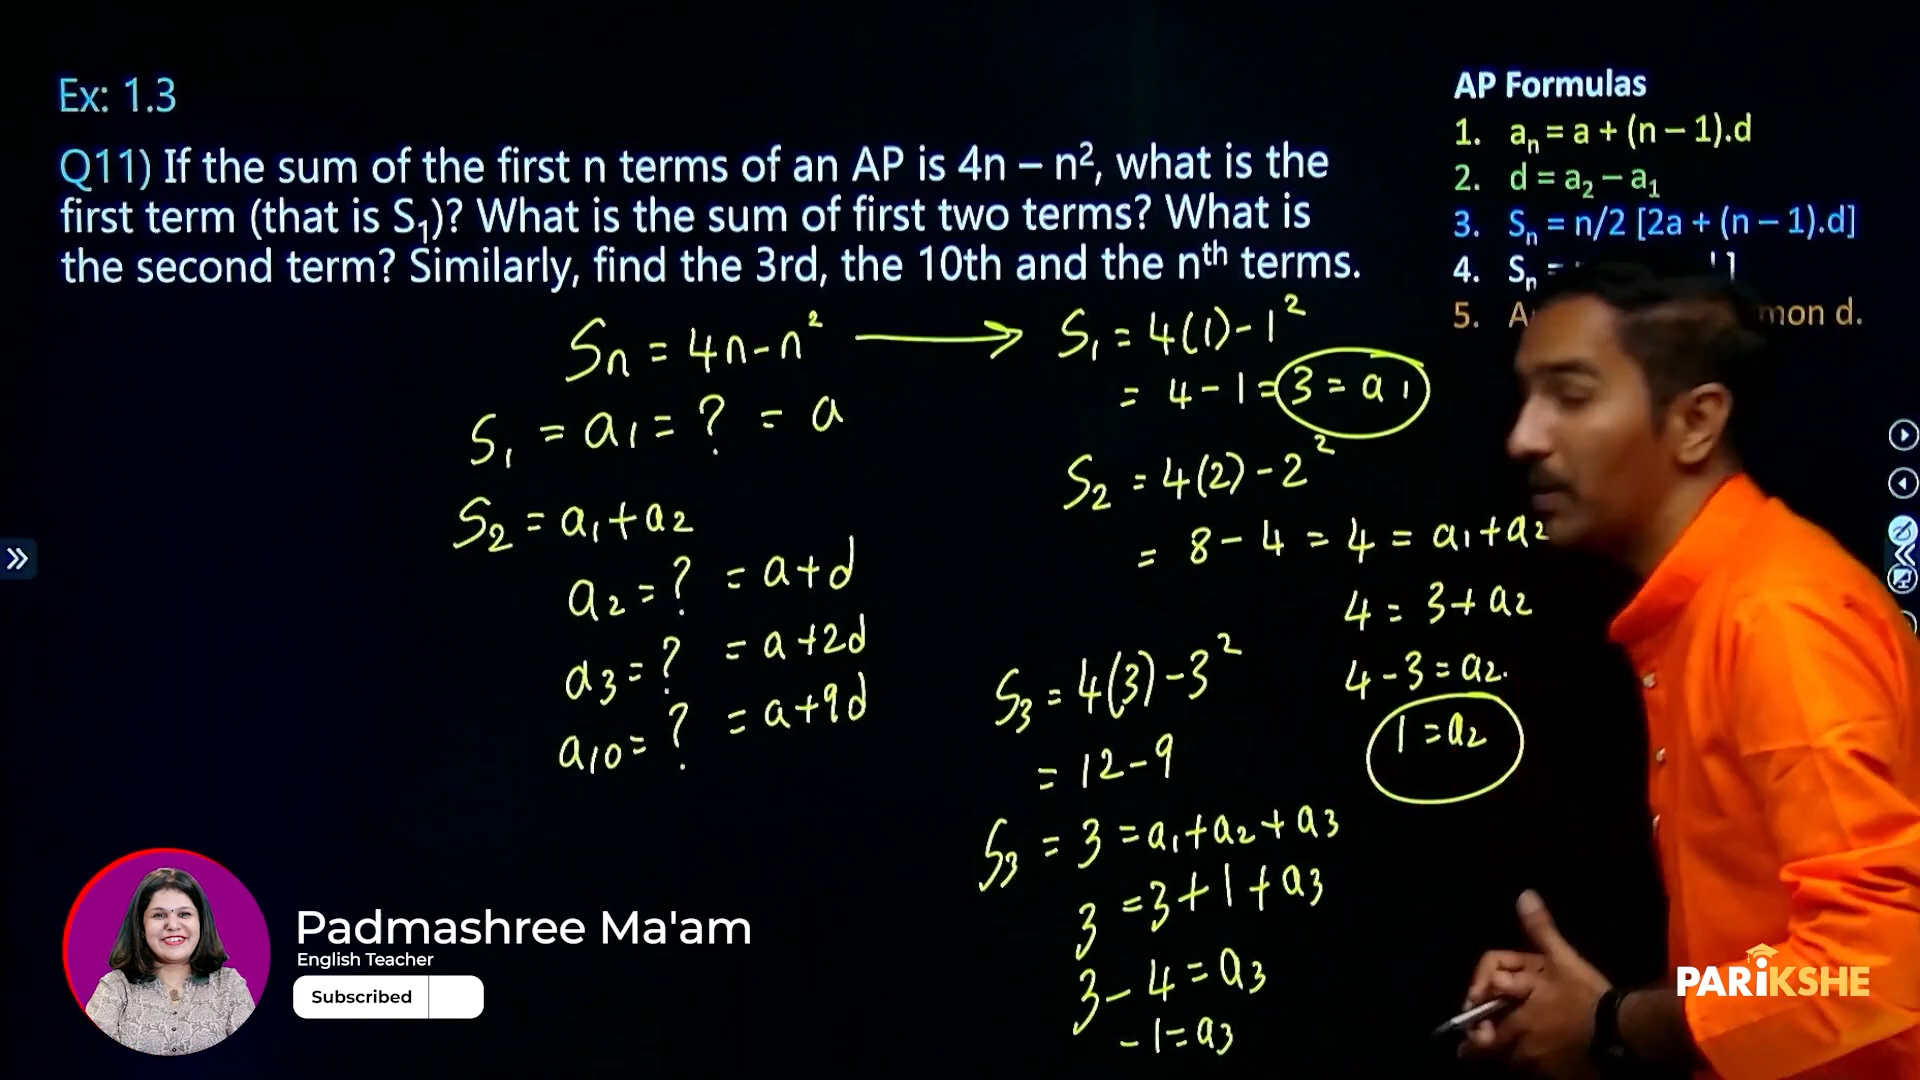 Ex: 1.3
Q11) If the sum of the first n terms of an AP is 4n – n², what is the
first term (that is S₁)? What is the sum of first two terms? What is
the second term? Similarly, find the 3rd, the 10th and the nᵗʰ terms.
AP Formulas
1. aₙ = a + (n – 1).d
2. d = a₂ – a₁
3. Sₙ = n/2 [2a + (n – 1).d]
4. Sₙ =
5. mon d.
Sn = 4n-n²
S₁ = a₁ = ? = a
S₂ = a₁+a₂
a₂ = ? = a+d
a₃ = ? = a+2d
a₁₀ = ? = a+9d
S₁ = 4(1)-1²
= 4-1 = 3 = a₁
S₂ = 4(2)-2²
= 8-4 = 4 = a₁+a₂
4 = 3+a₂
4-3 = a₂.
1 = a₂
S₃ = 4(3)-3²
= 12-9
S₃ = 3 = a₁+a₂+a₃
3 = 3+1+a₃
3-4 = a₃
-1 = a₃
Padmashree Ma'am
English Teacher
Subscribed
PARiKSHE